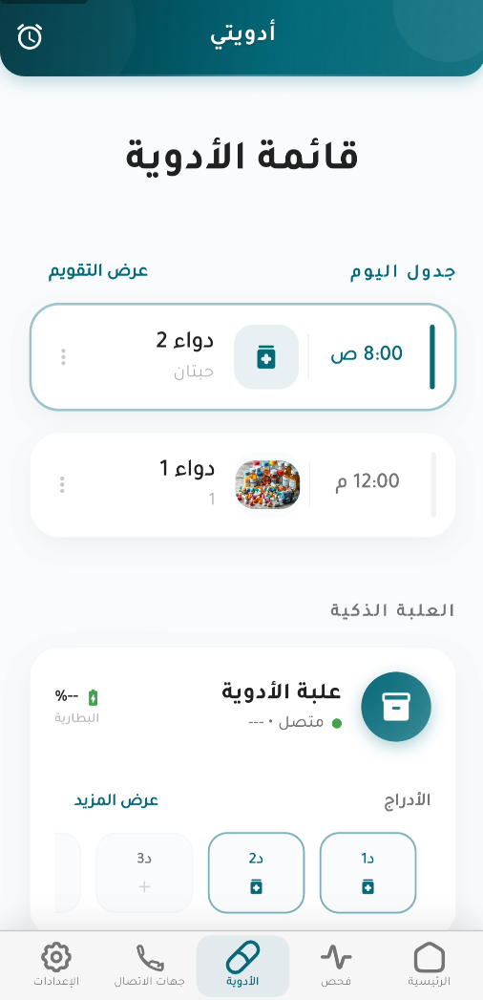 أدويتي
قائمة الأدوية
جدول اليوم
عرض التقويم
8:00 ص
دواء 2
حبتان
12:00 م
دواء 1
1
العلبة الذكية
علبة الأدوية
متصل • ---
--%
البطارية
الأدراج
عرض المزيد
د1
د2
د3
+
الرئيسية
فحص
الأدوية
جهات الاتصال
الإعدادات